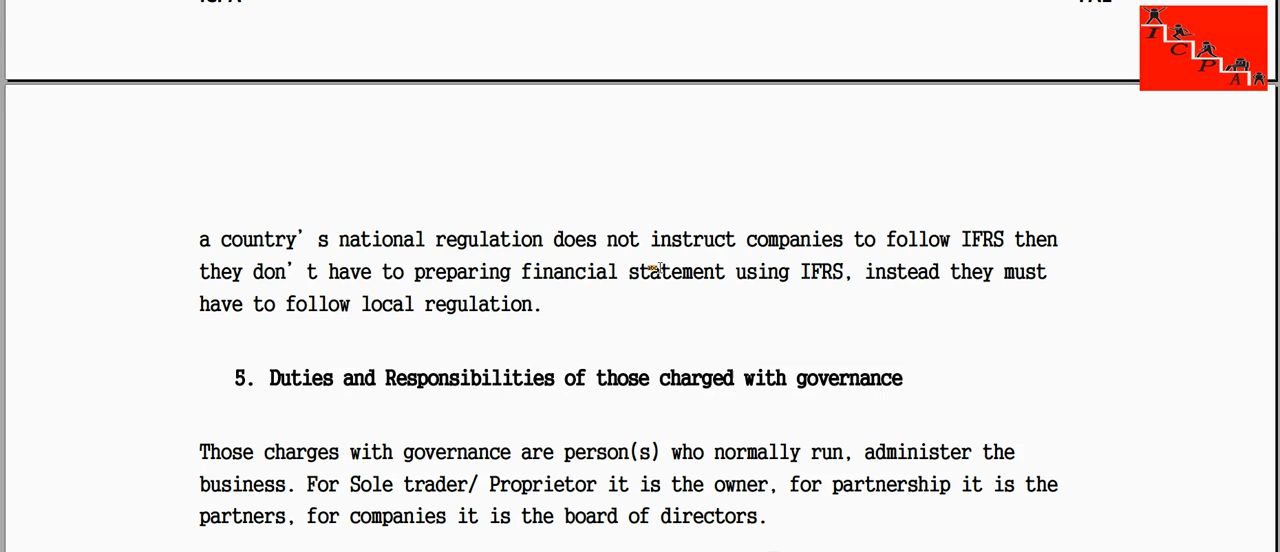 I
C
P
A
a country's national regulation does not instruct companies to follow IFRS then
they don't have to preparing financial statement using IFRS, instead they must
have to follow local regulation.
5. Duties and Responsibilities of those charged with governance
Those charges with governance are person(s) who normally run, administer the
business. For Sole trader/ Proprietor it is the owner, for partnership it is the
partners, for companies it is the board of directors.